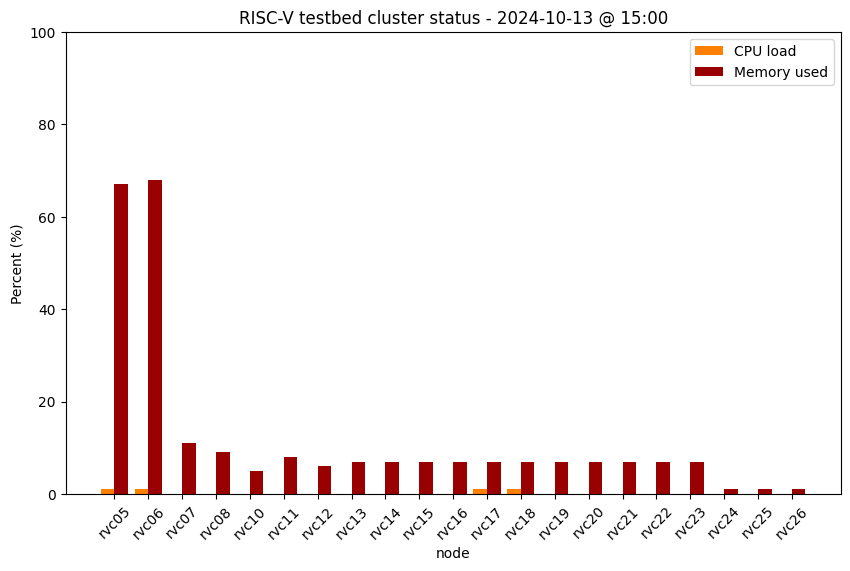 RISC-V testbed cluster status - 2024-10-13 @ 15:00
CPU load
Memory used
Percent (%)
100
80
60
40
20
0
rvc05 rvc06 rvc07 rvc08 rvc10 rvc11 rvc12 rvc13 rvc14 rvc15 rvc16 rvc17 rvc18 rvc19 rvc20 rvc21 rvc22 rvc23 rvc24 rvc25 rvc26
node